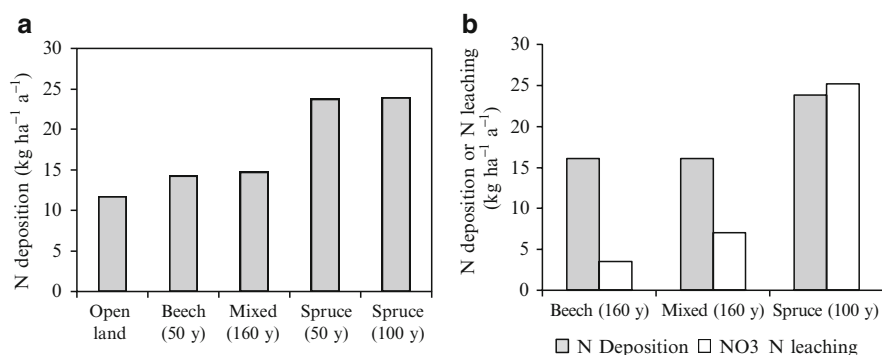 a
N deposition (kg ha⁻¹ a⁻¹)
30
25
20
15
10
5
0
Open land
Beech (50 y)
Mixed (160 y)
Spruce (50 y)
Spruce (100 y)
b
N deposition or N leaching
(kg ha⁻¹ a⁻¹)
30
25
20
15
10
5
0
Beech (160 y)
Mixed (160 y)
Spruce (100 y)
N Deposition
NO3_N leaching